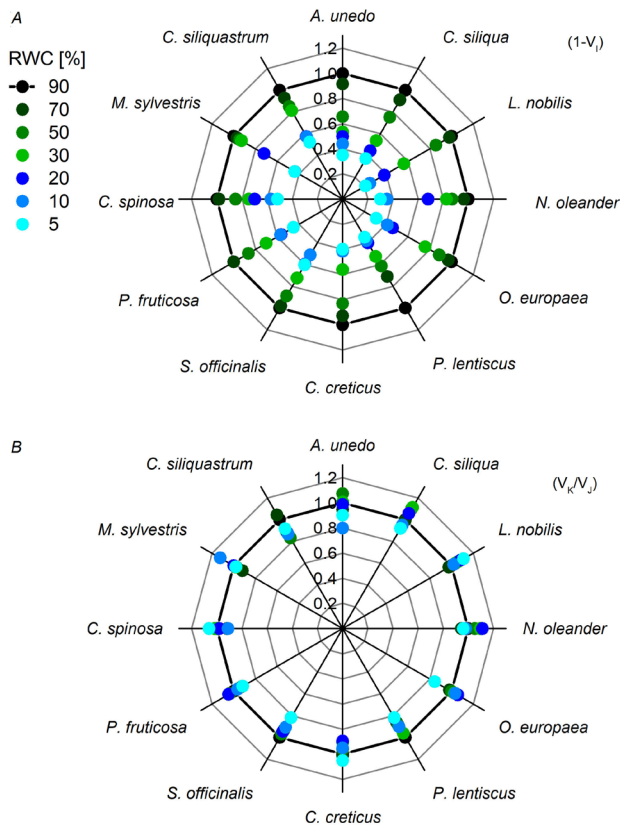 A
A. unedo
C. siliquastrum
C. siliqua
(1-V_I)
RWC [%]
90
70
50
30
20
10
5
1.2
1.0
0.8
0.6
0.4
0.2
M. sylvestris
L. nobilis
C. spinosa
N. oleander
P. fruticosa
O. europaea
S. officinalis
P. lentiscus
C. creticus
B
A. unedo
C. siliquastrum
C. siliqua
(V_K/V_J)
1.2
1.0
0.8
0.6
0.4
0.2
M. sylvestris
L. nobilis
C. spinosa
N. oleander
P. fruticosa
O. europaea
S. officinalis
P. lentiscus
C. creticus